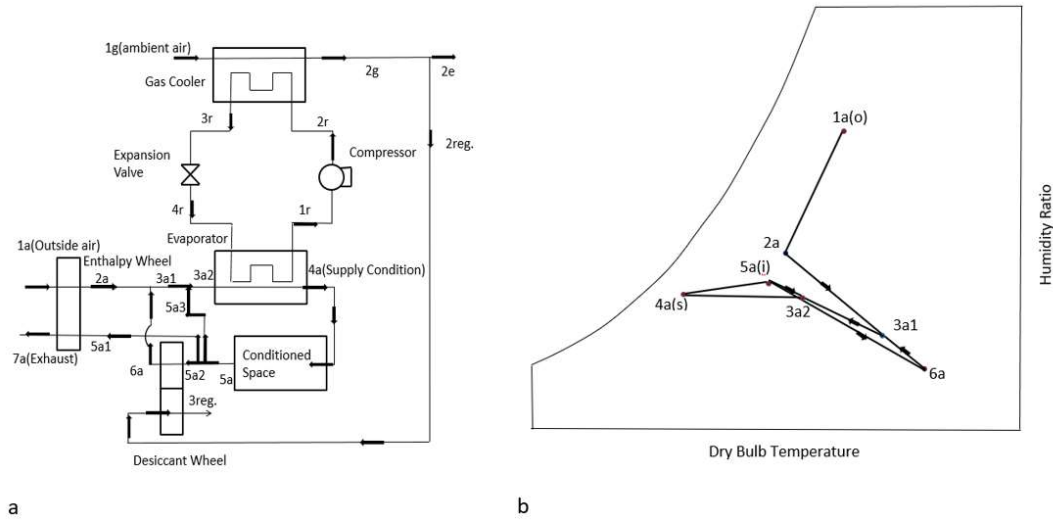 1g(ambient air)
2g
2e
Gas Cooler
3r
2r
2reg.
Expansion
Valve
Compressor
4r
1r
Evaporator
1a(Outside air)
Enthalpy Wheel
4a(Supply Condition)
2a
3a1
3a2
5a3
7a(Exhaust)
5a1
6a
5a2
5a
Conditioned
Space
3reg.
Desiccant Wheel
a
1a(o)
2a
5a(i)
4a(s)
3a2
3a1
6a
Humidity Ratio
Dry Bulb Temperature
b